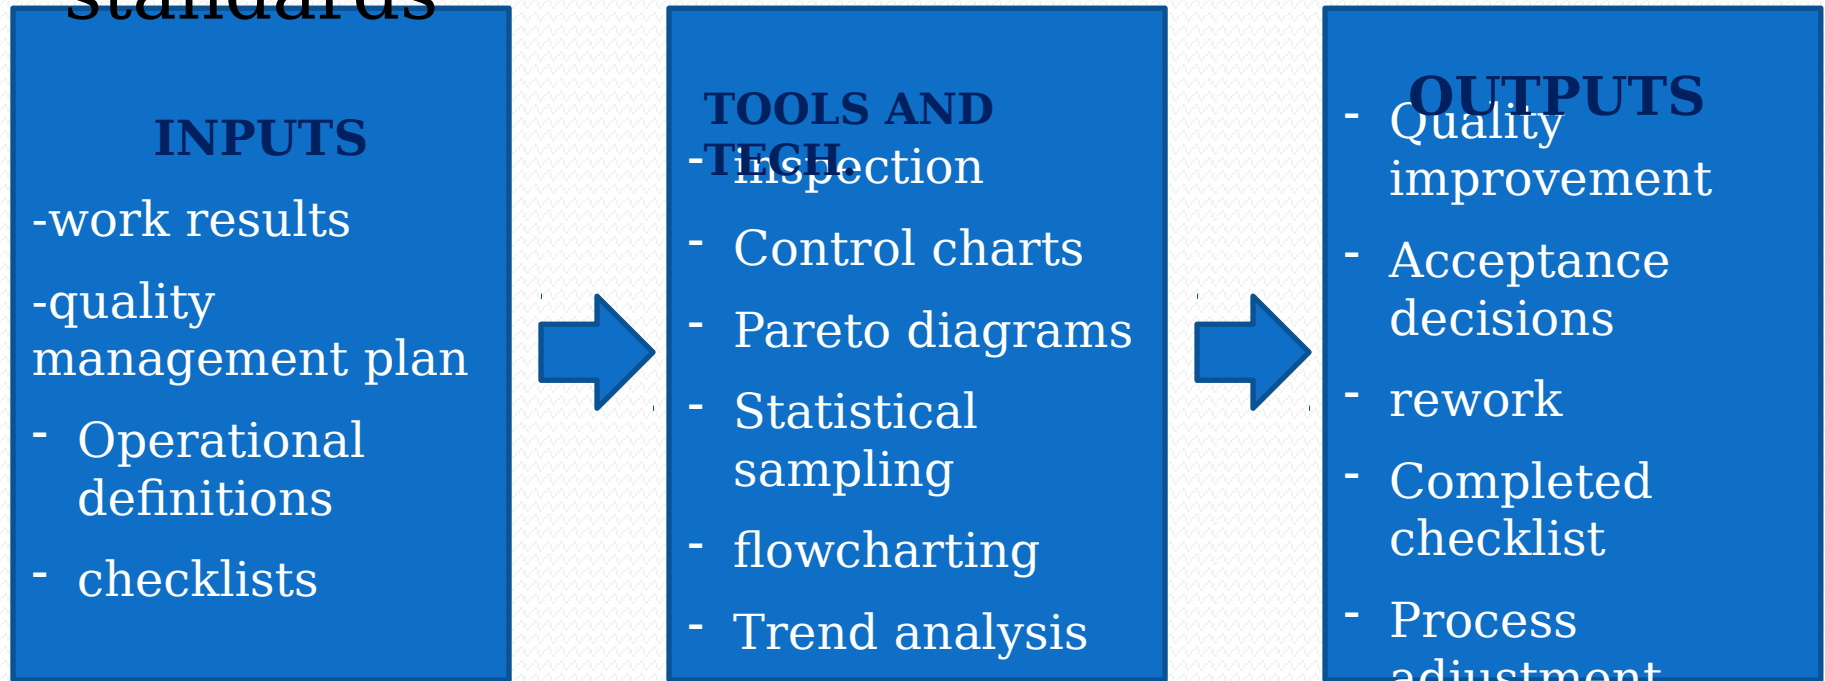 standards
INPUTS
-work results
-quality
management plan
- Operational
definitions
- checklists
TOOLS AND
TECH.
- inspection
- Control charts
- Pareto diagrams
- Statistical
sampling
- flowcharting
- Trend analysis
OUTPUTS
- Quality
improvement
- Acceptance
decisions
- rework
- Completed
checklist
- Process
adjustment